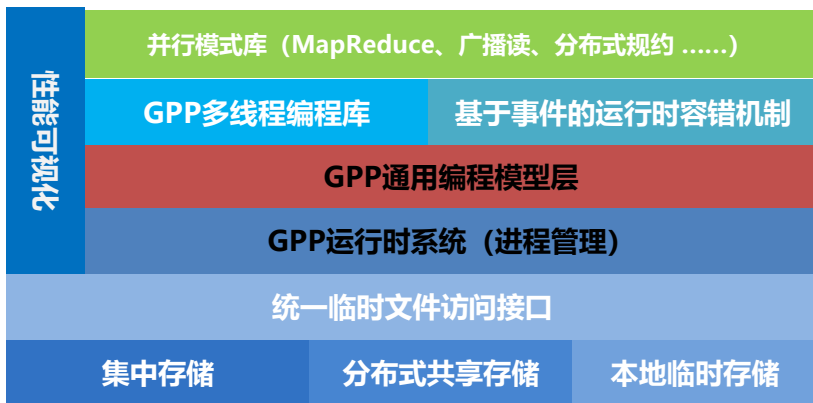 性能可视化
并行模式库（MapReduce、广播读、分布式规约 ……）
GPP多线程编程库
基于事件的运行时容错机制
GPP通用编程模型层
GPP运行时系统（进程管理）
统一临时文件访问接口
集中存储
分布式共享存储
本地临时存储